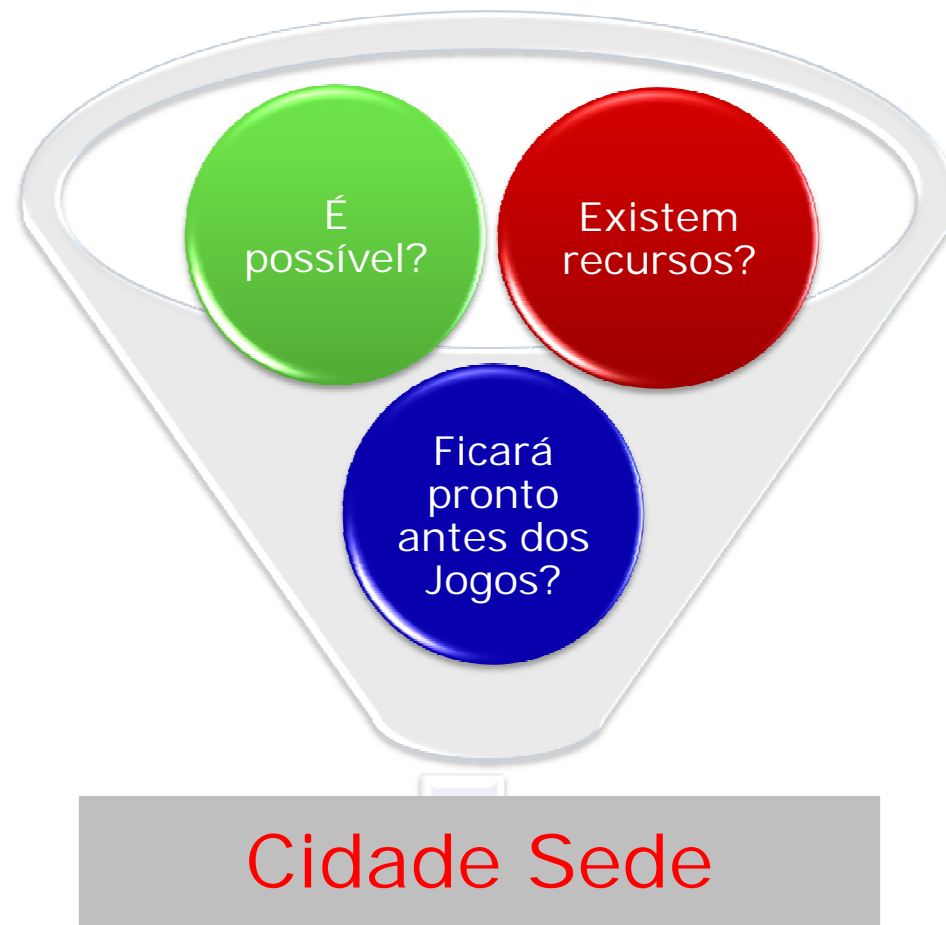 É
possível?
Existem
recursos?
Ficará
pronto
antes dos
Jogos?
Cidade Sede